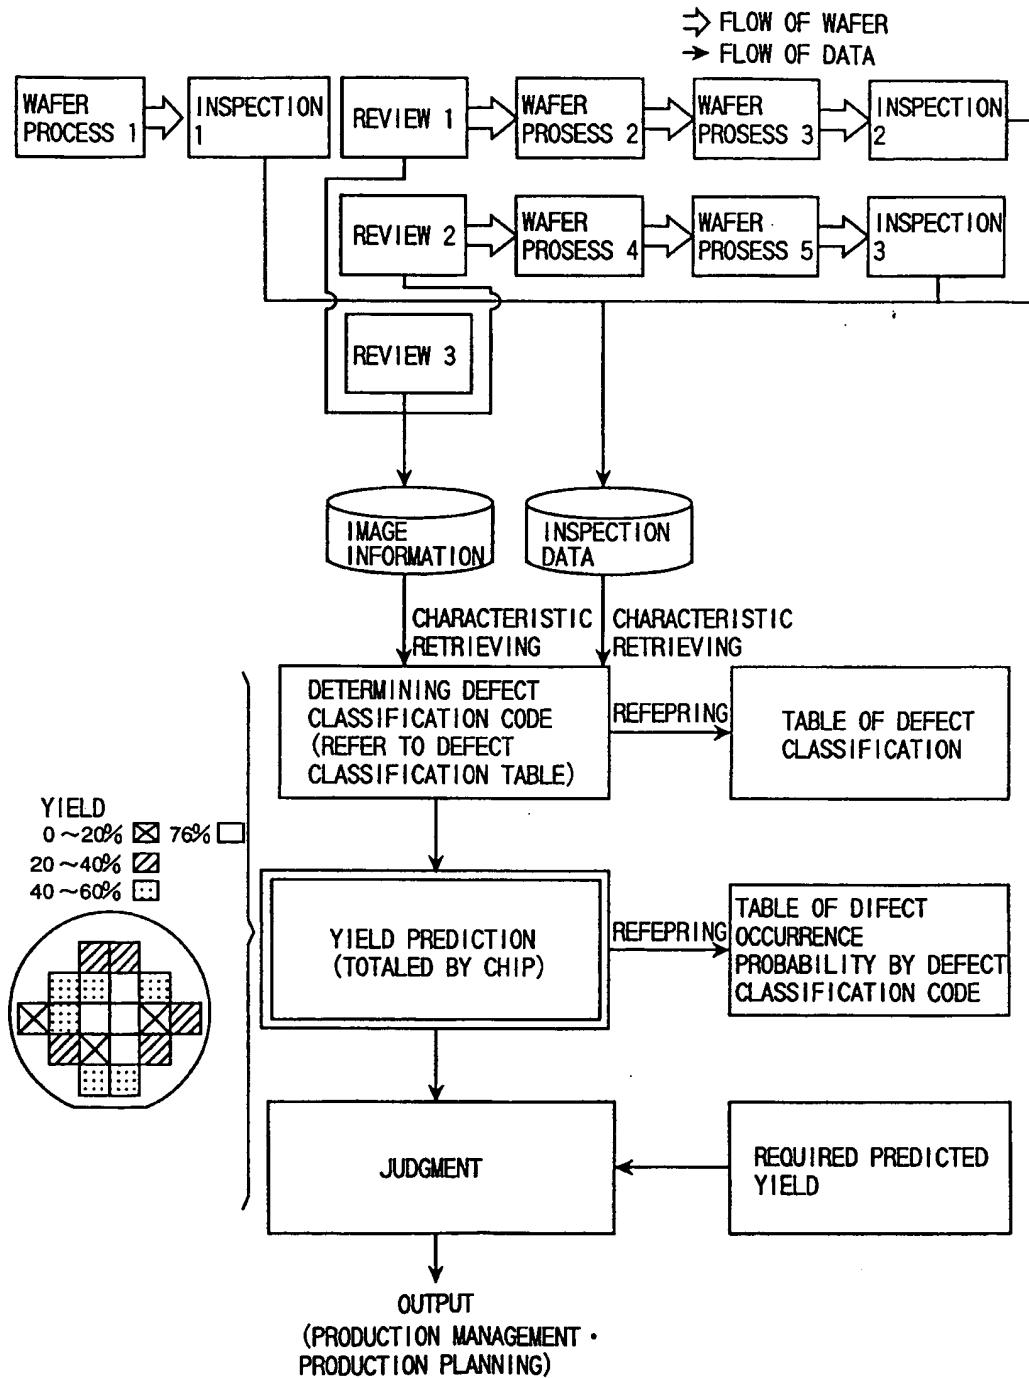 FLOW OF WAFER
FLOW OF DATA
WAFER
PROCESS 1
INSPECTION
1
REVIEW 1
WAFER
PROSESS 2
WAFER
PROSESS 3
INSPECTION
2
REVIEW 2
WAFER
PROSESS 4
WAFER
PROSESS 5
INSPECTION
3
REVIEW 3
IMAGE
INFORMATION
INSPECTION
DATA
CHARACTERISTIC
RETRIEVING
CHARACTERISTIC
RETRIEVING
DETERMINING DEFECT
CLASSIFICATION CODE
(REFER TO DEFECT
CLASSIFICATION TABLE)
REFEPRING
TABLE OF DEFECT
CLASSIFICATION
YIELD
0~20% 76%
20~40%
40~60%
YIELD PREDICTION
(TOTALED BY CHIP)
REFEPRING
TABLE OF DIFECT
OCCURRENCE
PROBABILITY BY DEFECT
CLASSIFICATION CODE
JUDGMENT
REQUIRED PREDICTED
YIELD
OUTPUT
(PRODUCTION MANAGEMENT・
PRODUCTION PLANNING)